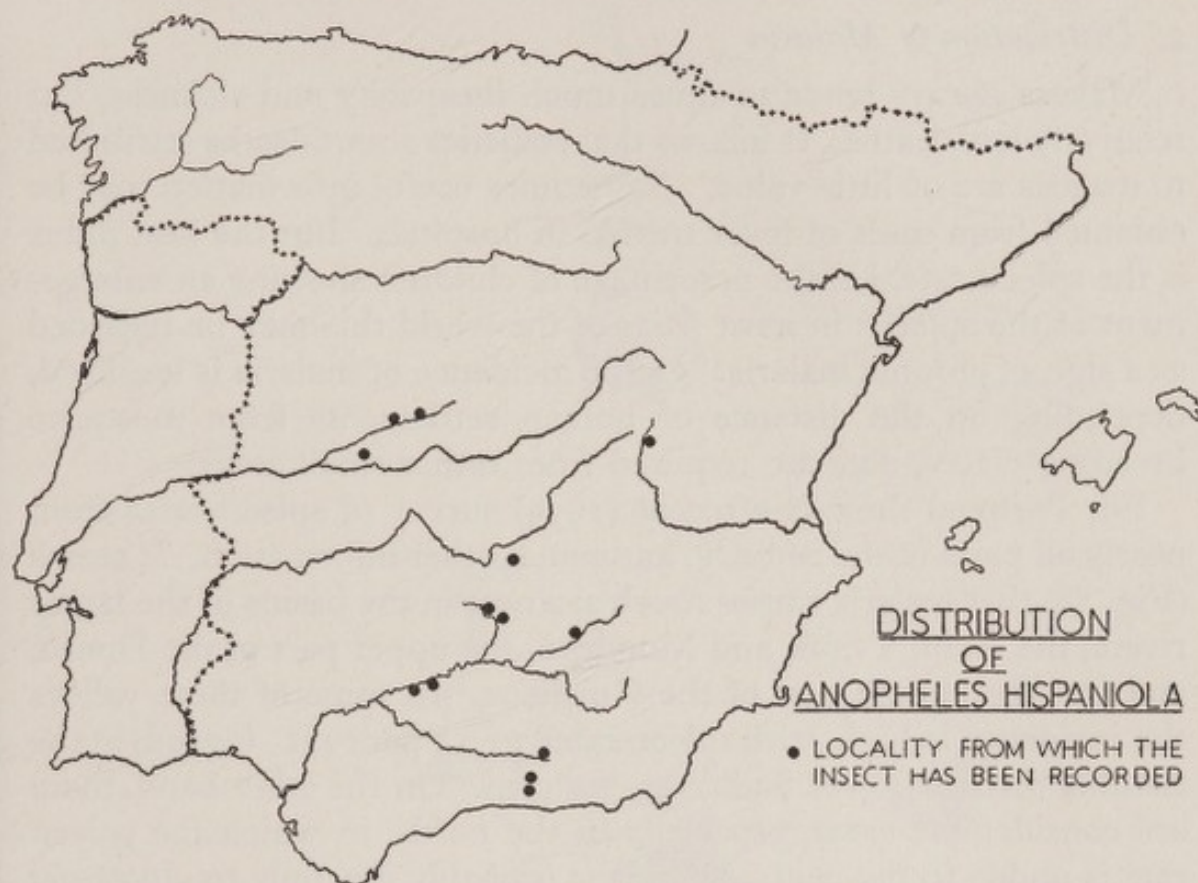 DISTRIBUTION
OF
ANOPHELES HISPANIOLA
• LOCALITY FROM WHICH THE
INSECT HAS BEEN RECORDED